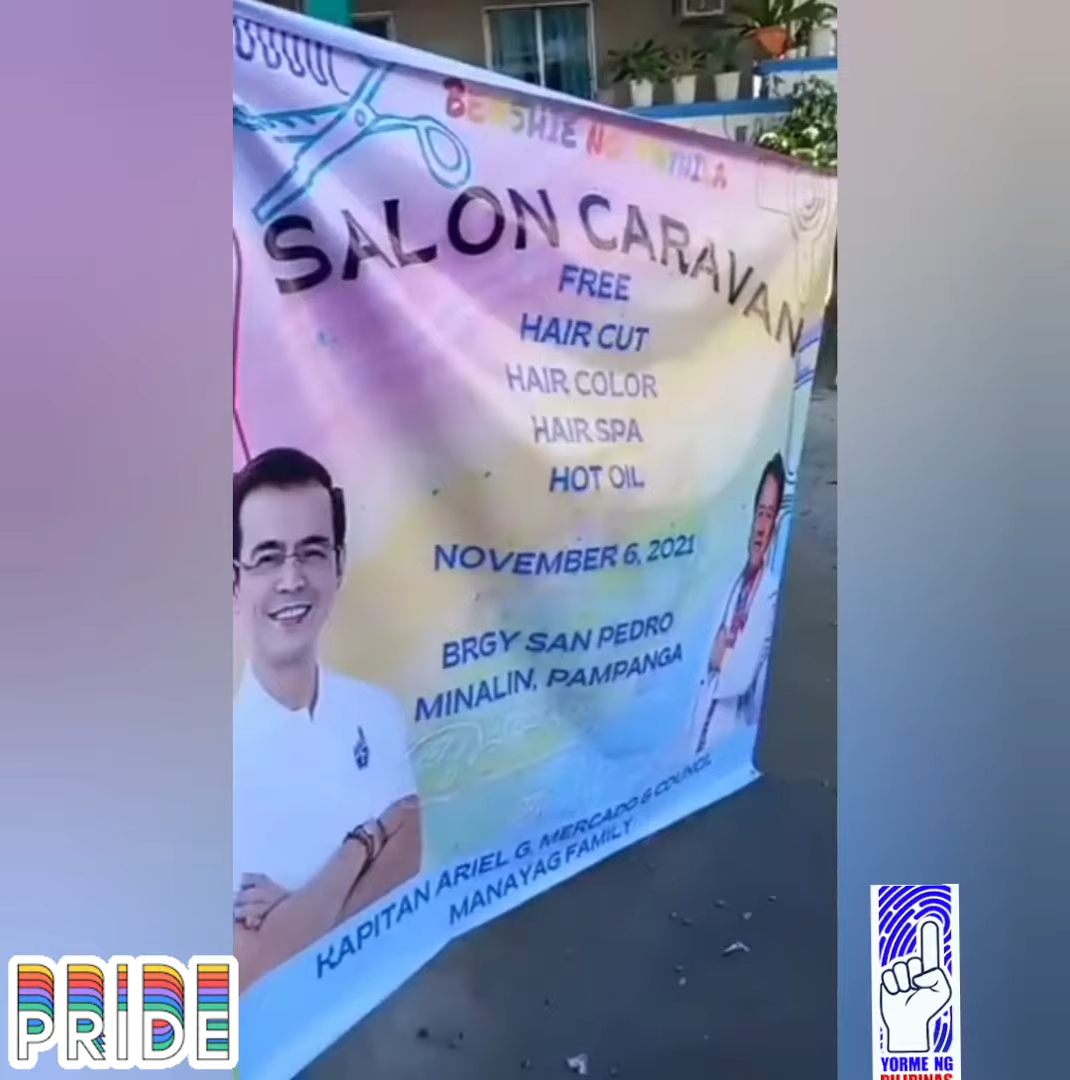 SALON CARAVAN
FREE
HAIR CUT
HAIR COLOR
HAIR SPA
HOT OIL
NOVEMBER 6, 2021
BRGY SAN PEDRO
MINALIN, PAMPANGA
KAPITAN ARIEL G. MERCADO & COUNCIL
MANAYAG FAMILY
PRIDE
YORME NG
PILIPINAS